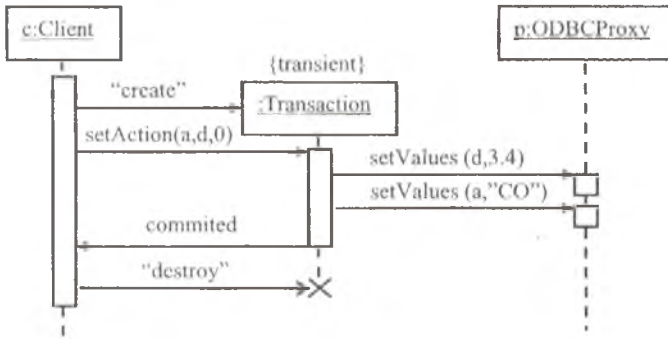 c:Client
p:ODBCProxy
{transient}
"create"
:Transaction
setAction(a,d,0)
setValues (d,3.4)
setValues (a,"CO")
commited
"destroy"